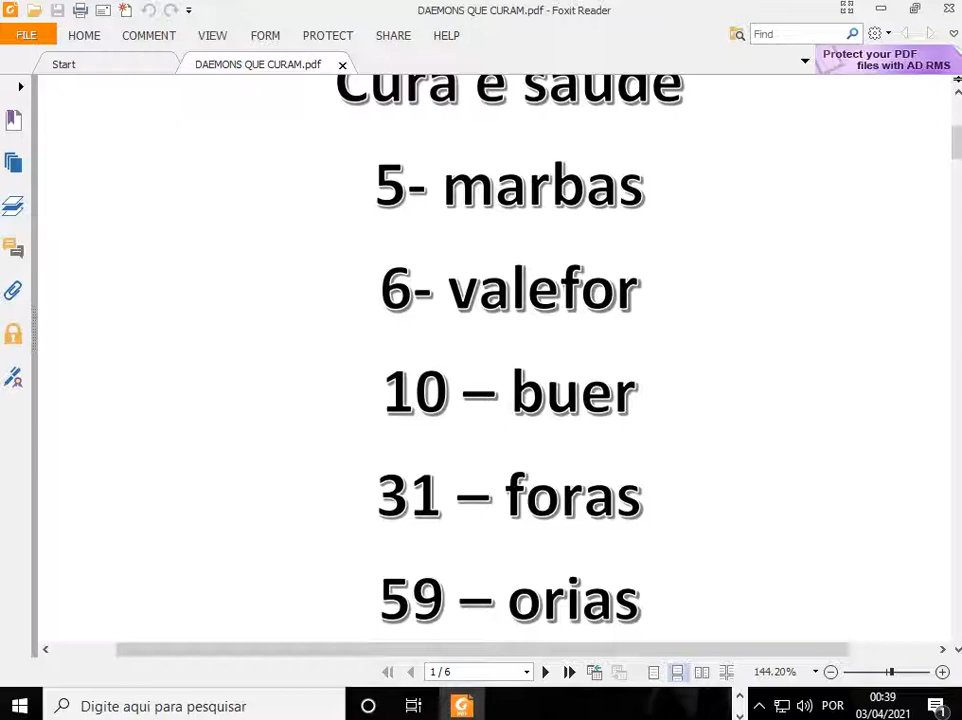 DAEMONS QUE CURAM.pdf - Foxit Reader
FILE HOME COMMENT VIEW FORM PROTECT SHARE HELP Find
Start DAEMONS QUE CURAM.pdf
Protect your PDF
files with AD RMS
Cura e saude
5- marbas
6- valefor
10 – buer
31 – foras
59 – orias
1 / 6 144.20%
Digite aqui para pesquisar
POR
00:39
03/04/2021
1